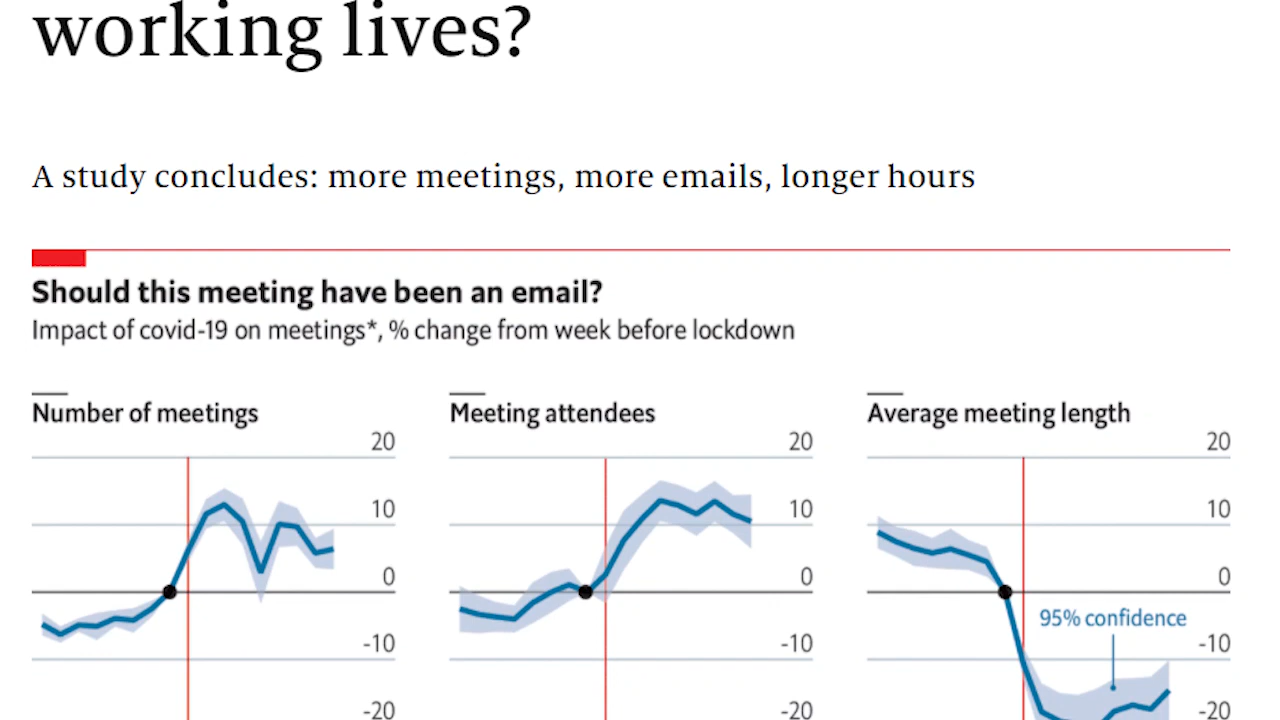 working lives?
A study concludes: more meetings, more emails, longer hours
Should this meeting have been an email?
Impact of covid-19 on meetings*, % change from week before lockdown
Number of meetings
20
10
0
-10
-20
Meeting attendees
20
10
0
-10
-20
Average meeting length
20
10
0
95% confidence
-10
-20